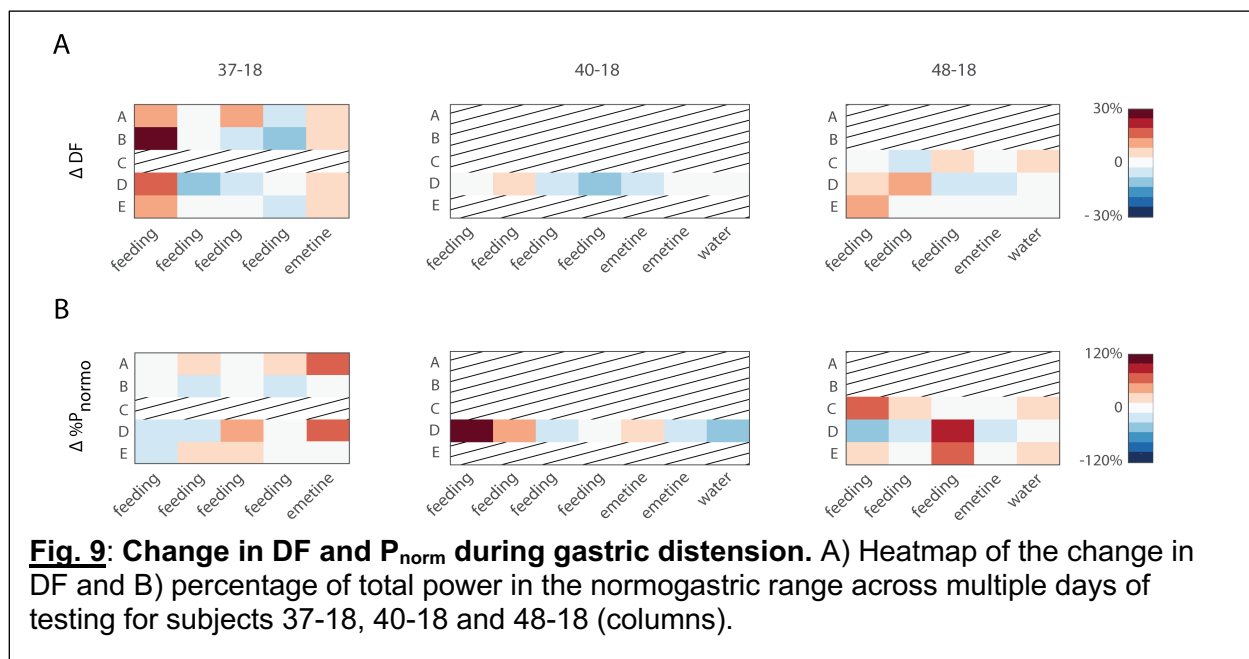 A
37-18
40-18
48-18
Δ DF
A
B
C
D
E
feeding
feeding
feeding
feeding
emetine
A
B
C
D
E
feeding
feeding
feeding
feeding
emetine
emetine
water
A
B
C
D
E
feeding
feeding
feeding
emetine
water
30%
0
- 30%
B
Δ %Pnormo
A
B
C
D
E
feeding
feeding
feeding
feeding
emetine
A
B
C
D
E
feeding
feeding
feeding
feeding
emetine
emetine
water
A
B
C
D
E
feeding
feeding
feeding
emetine
water
120%
0
-120%
Fig. 9: Change in DF and Pnorm during gastric distension. A) Heatmap of the change in
DF and B) percentage of total power in the normogastric range across multiple days of
testing for subjects 37-18, 40-18 and 48-18 (columns).